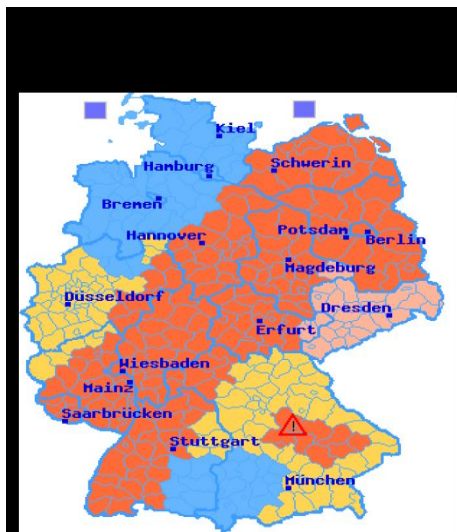 Kiel
Hamburg
Schwerin
Bremen
Hannover
Potsdam
Berlin
Magdeburg
Düsseldorf
Dresden
Erfurt
Wiesbaden
Mainz
Saarbrücken
Stuttgart
München
!